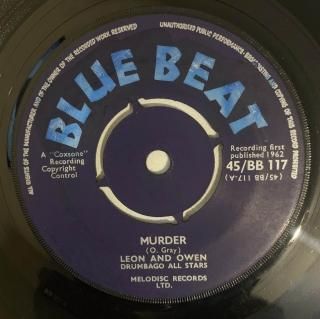 ALL RIGHTS OF THE MANUFACTURER AND OF THE OWNER OF THE RECORDED WORK RESERVED
UNAUTHORISED PUBLIC PERFORMANCE, BROADCASTING AND COPYING OF THIS RECORD PROHIBITED
BLUE BEAT
A "Coxsone"
Recording
Copyright
Control
Recording first
published 1962
45/BB 117
(45/BB 117-A)
MURDER
(O. Gray)
LEON AND OWEN
DRUMBAGO ALL STARS
MELODISC RECORDS
LTD.